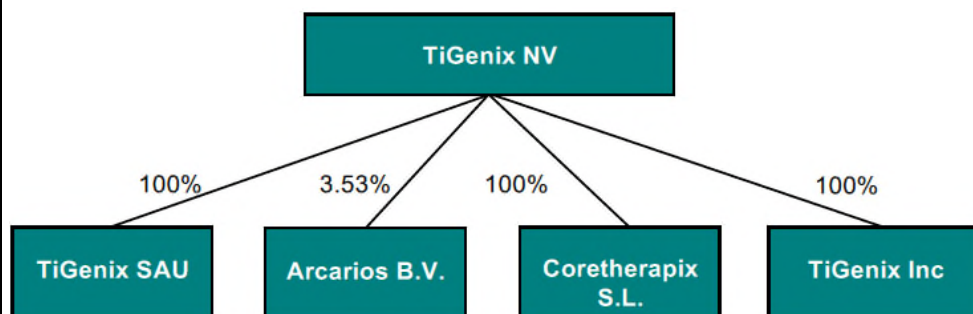 TiGenix NV
100%
3.53%
100%
100%
TiGenix SAU
Arcarios B.V.
Coretherapix
S.L.
TiGenix Inc